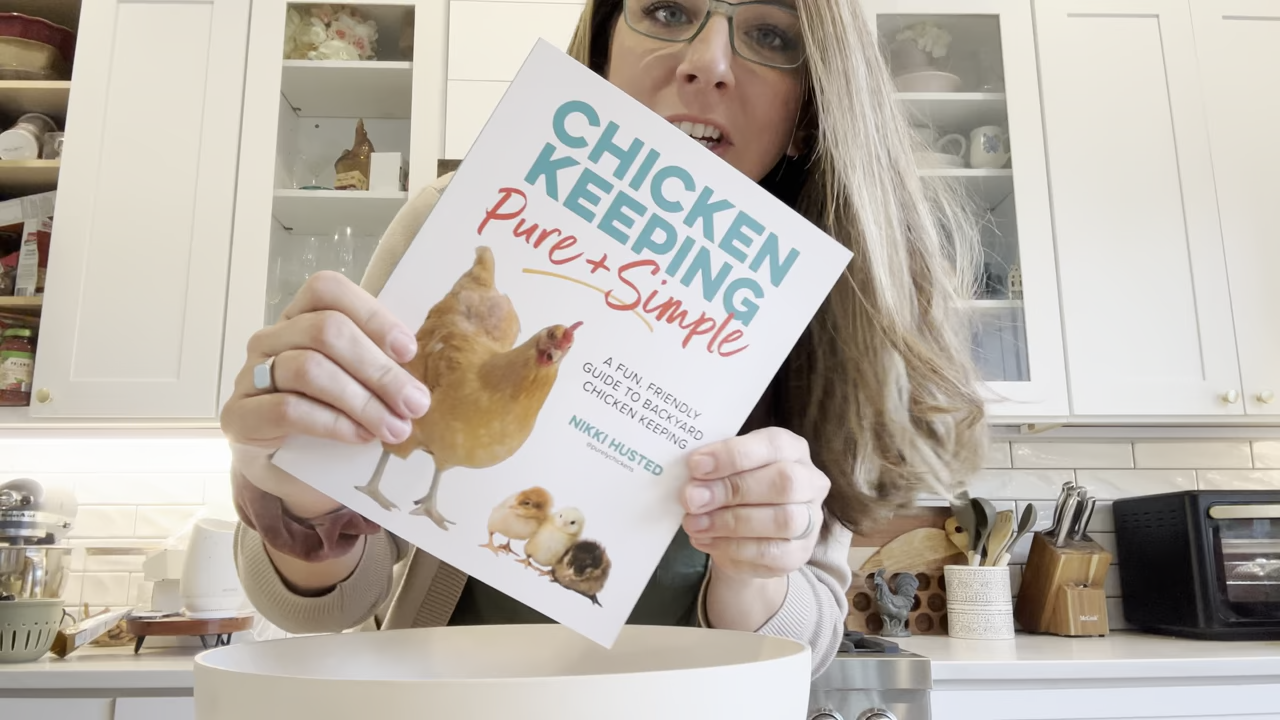 CHICKEN
KEEPING
Pure + Simple
A FUN, FRIENDLY
GUIDE TO BACKYARD
CHICKEN KEEPING
NIKKI HUSTED
@purelychickens